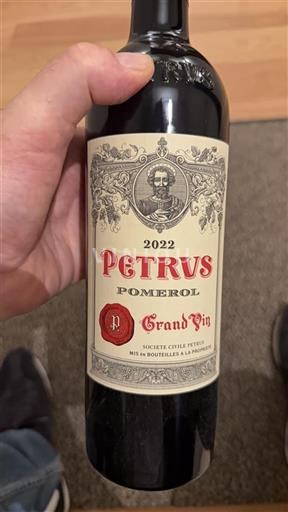 2022
PETRVS
POMEROL
Grand Vin
SOCIETE CIVILE PETRUS
MIS EN BOUTEILLES A LA PROPRIETE